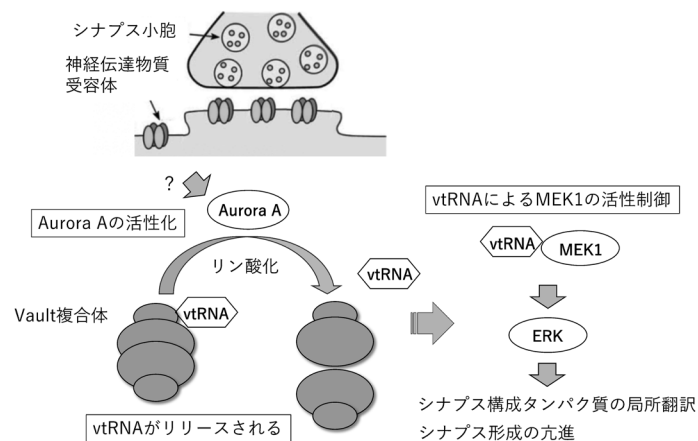 シナプス小胞
神経伝達物質
受容体
?
Aurora A
Aurora Aの活性化
リン酸化
vtRNA
Vault複合体
vtRNA
vtRNAがリリースされる
vtRNAによるMEK1の活性制御
vtRNA
MEK1
ERK
シナプス構成タンパク質の局所翻訳
シナプス形成の亢進